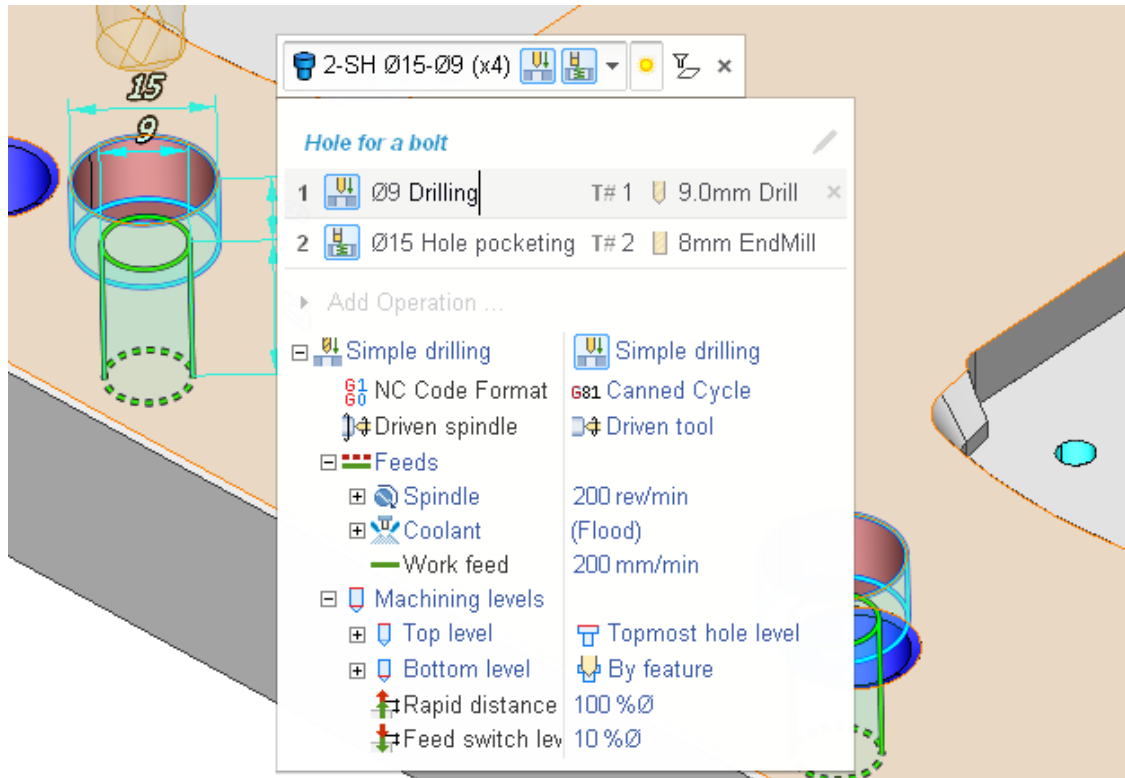 2-SH Ø15-Ø9 (x4)
15
9
Hole for a bolt
1 Ø9 Drilling T# 1 9.0mm Drill
2 Ø15 Hole pocketing T# 2 8mm EndMill
Add Operation ...
Simple drilling Simple drilling
G1 G0 NC Code Format G81 Canned Cycle
Driven spindle Driven tool
Feeds
Spindle 200 rev/min
Coolant (Flood)
Work feed 200 mm/min
Machining levels
Top level Topmost hole level
Bottom level By feature
Rapid distance 100 %Ø
Feed switch lev 10 %Ø